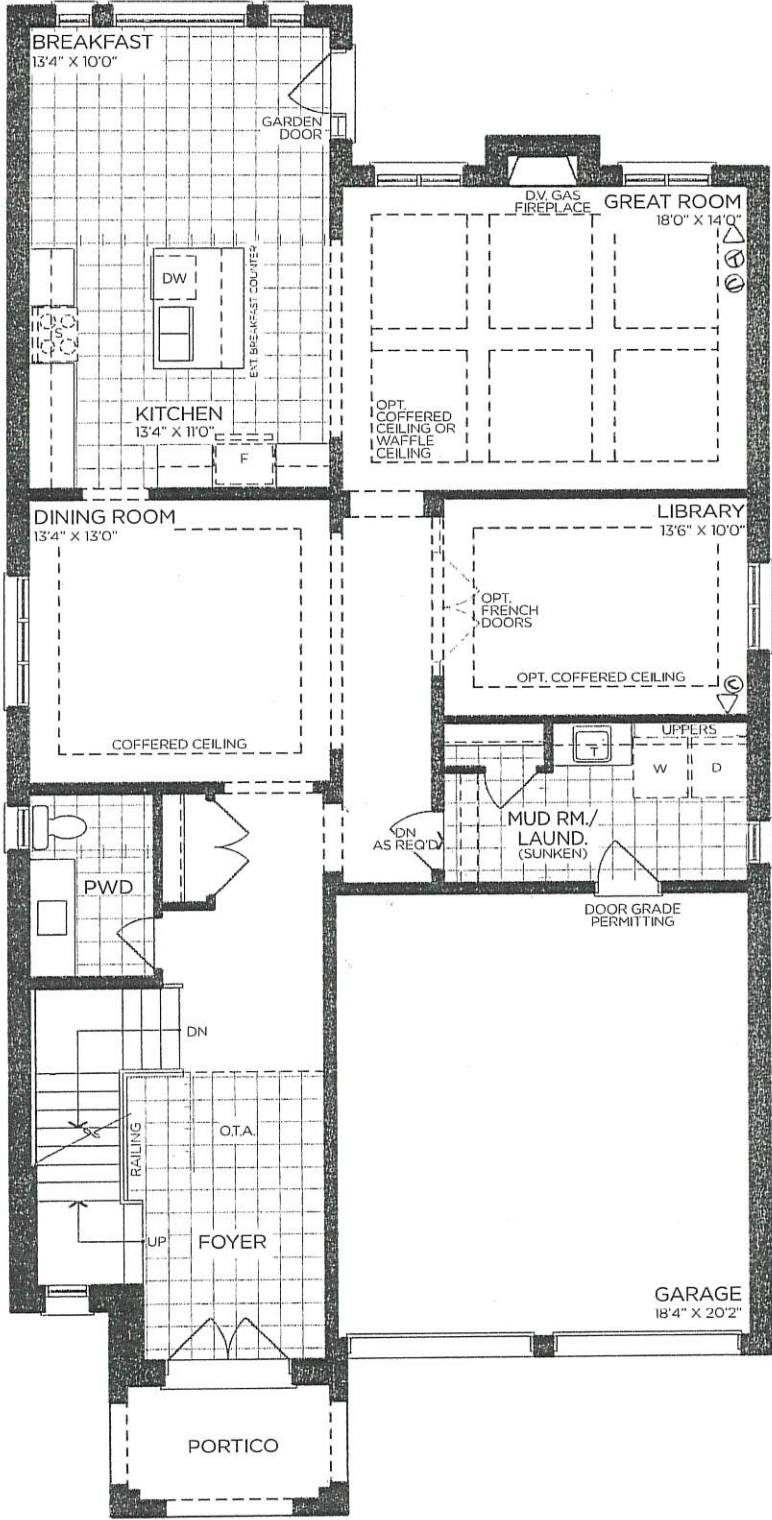 BREAKFAST
13'4" X 10'0"
GARDEN
DOOR
D.V. GAS
FIREPLACE
GREAT ROOM
18'0" X 14'0"
T
C
DW
EXT. BREAKFAST COUNTER
S
KITCHEN
13'4" X 11'0"
F
OPT.
COFFERED
CEILING OR
WAFFLE
CEILING
DINING ROOM
13'4" X 13'0"
COFFERED CEILING
LIBRARY
13'6" X 10'0"
OPT.
FRENCH
DOORS
OPT. COFFERED CEILING
C
UPPERS
T
W
D
MUD RM./
LAUND.
(SUNKEN)
DN
AS REQ'D
DOOR GRADE
PERMITTING
PWD
DN
RAILING
O.T.A.
UP
FOYER
GARAGE
18'4" X 20'2"
PORTICO